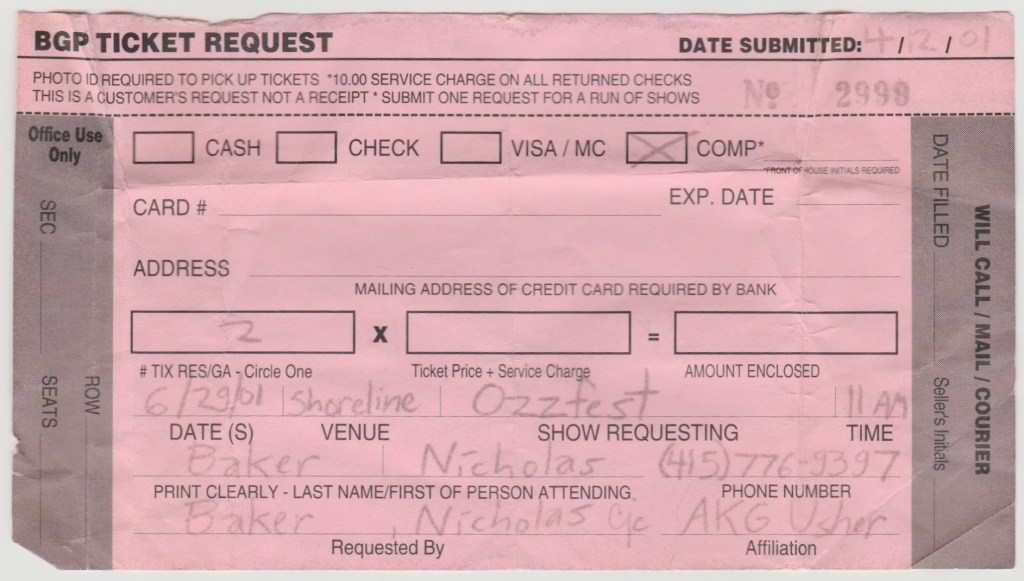 BGP TICKET REQUEST DATE SUBMITTED: 4 / 12 / 01
PHOTO ID REQUIRED TO PICK UP TICKETS *10.00 SERVICE CHARGE ON ALL RETURNED CHECKS
THIS IS A CUSTOMER'S REQUEST NOT A RECEIPT * SUBMIT ONE REQUEST FOR A RUN OF SHOWS
Nº 2999
Office Use
Only
CASH CHECK VISA / MC COMP*
*FRONT OF HOUSE INITIALS REQUIRED
CARD # EXP. DATE
ADDRESS
MAILING ADDRESS OF CREDIT CARD REQUIRED BY BANK
2 X =
# TIX RES/GA - Circle One Ticket Price + Service Charge AMOUNT ENCLOSED
6/29/01 Shoreline Ozzfest 11 AM
DATE (S) VENUE SHOW REQUESTING TIME
Baker Nicholas (415)776-9397
PRINT CLEARLY - LAST NAME/FIRST OF PERSON ATTENDING PHONE NUMBER
Baker, Nicholas AKG Usher
Requested By Affiliation
SEC
ROW
SEATS
DATE FILLED
Seller's Initials
WILL CALL / MAIL / COURIER